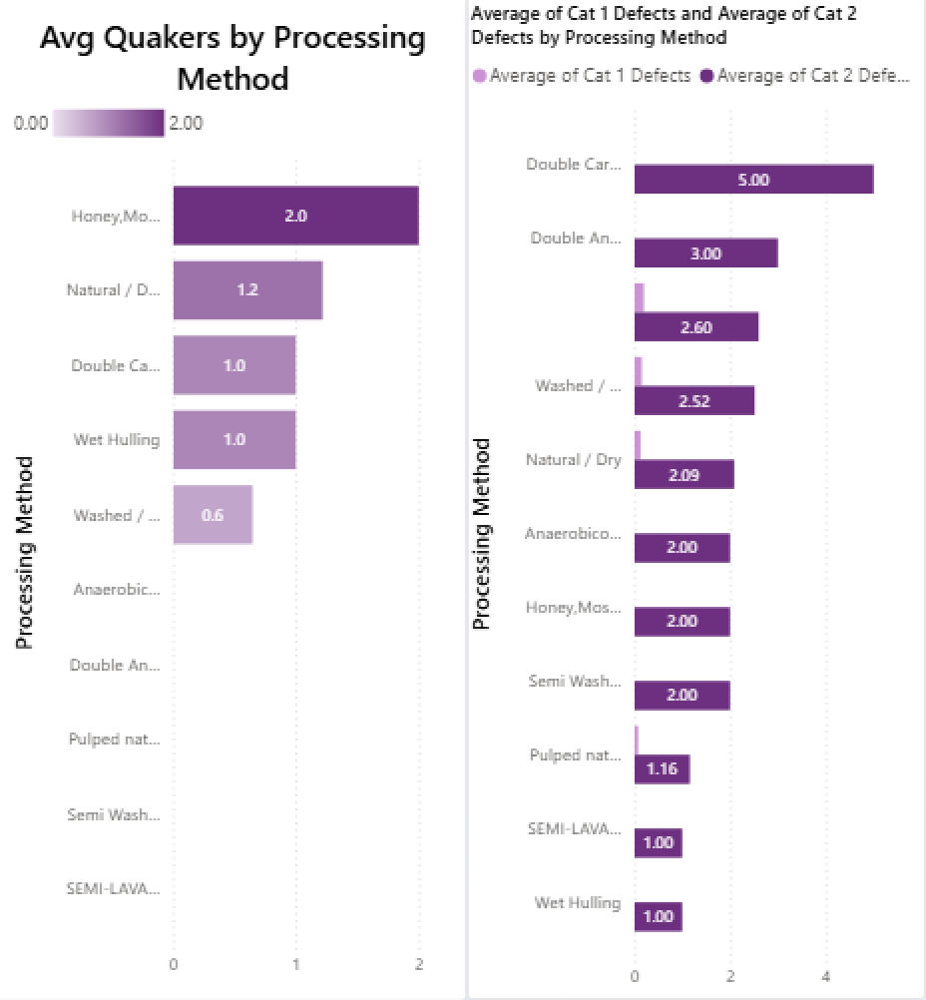 Avg Quakers by Processing
Method
0.00 2.00
Processing Method
Honey,Mo... 2.0
Natural / D... 1.2
Double Ca... 1.0
Wet Hulling 1.0
Washed / ... 0.6
Anaerobic...
Double An...
Pulped nat...
Semi Wash...
SEMI-LAVA...
0 1 2
Average of Cat 1 Defects and Average of Cat 2
Defects by Processing Method
Average of Cat 1 Defects Average of Cat 2 Defe...
Processing Method
Double Car... 5.00
Double An... 3.00
2.60
Washed / ... 2.52
Natural / Dry 2.09
Anaerobico... 2.00
Honey,Mos... 2.00
Semi Wash... 2.00
Pulped nat... 1.16
SEMI-LAVA... 1.00
Wet Hulling 1.00
0 2 4